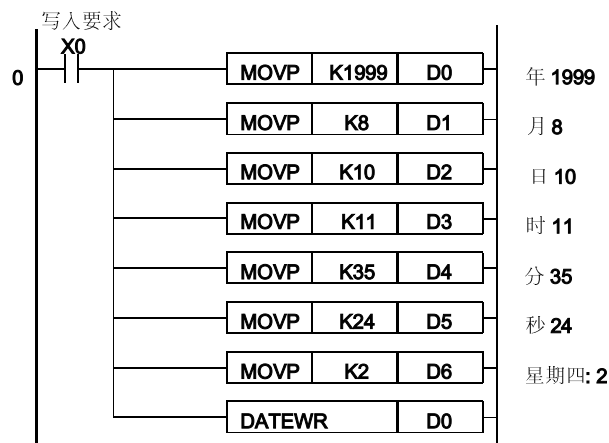 写入要求
X0
0 MOVP K1999 D0 年 1999
MOVP K8 D1 月 8
MOVP K10 D2 日 10
MOVP K11 D3 时 11
MOVP K35 D4 分 35
MOVP K24 D5 秒 24
MOVP K2 D6 星期四: 2
DATEWR D0